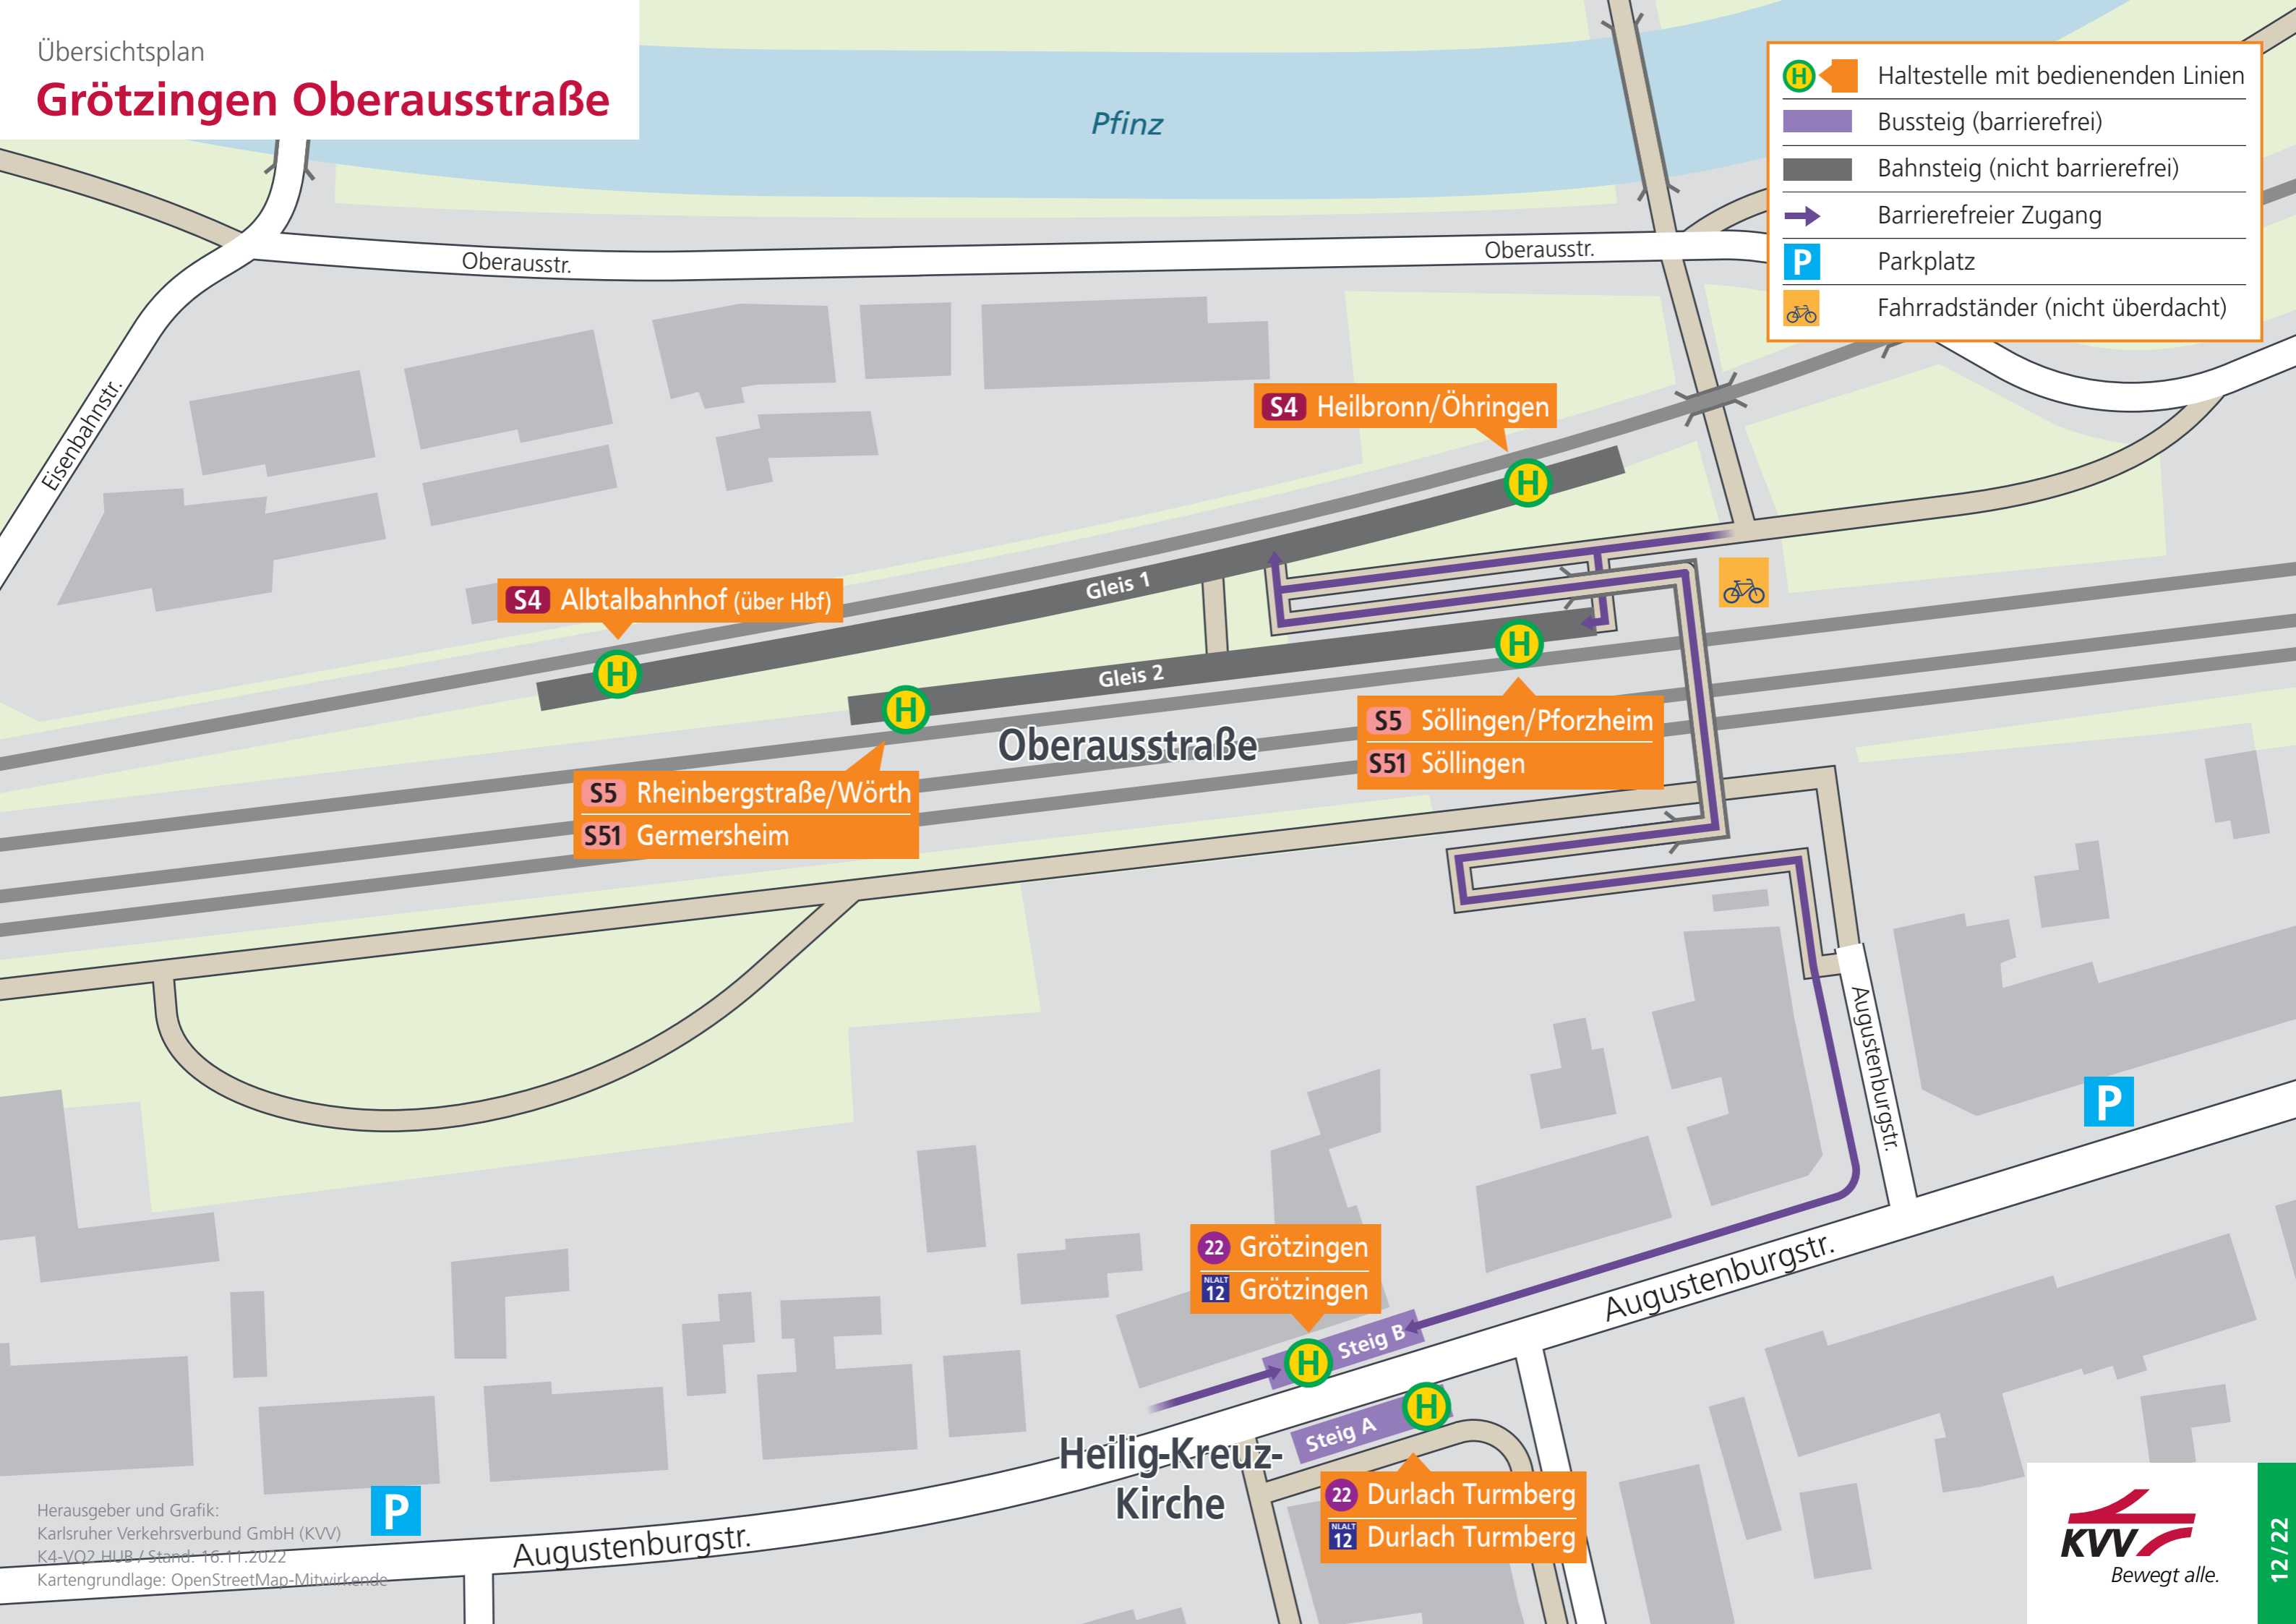 Übersichtsplan
Grötzingen Oberausstraße
Pfinz
H Haltestelle mit bedienenden Linien
Bussteig (barrierefrei)
Bahnsteig (nicht barrierefrei)
Barrierefreier Zugang
P Parkplatz
Fahrradständer (nicht überdacht)
Oberausstr.
Oberausstr.
Eisenbahnstr.
S4 Heilbronn/Öhringen
H
S4 Albtalbahnhof (über Hbf)
H
Gleis 1
Gleis 2
H
H
Oberausstraße
S5 Söllingen/Pforzheim
S51 Söllingen
S5 Rheinbergstraße/Wörth
S51 Germersheim
Augustenburgstr.
P
22 Grötzingen
NLALT 12 Grötzingen
Augustenburgstr.
H
Steig B
H
Steig A
Heilig-Kreuz-
Kirche
22 Durlach Turmberg
NLALT 12 Durlach Turmberg
P
Augustenburgstr.
Herausgeber und Grafik:
Karlsruher Verkehrsverbund GmbH (KVV)
K4-VQ2 HUB / Stand: 16.11.2022
Kartengrundlage: OpenStreetMap-Mitwirkende
KVV
Bewegt alle.
12 / 22